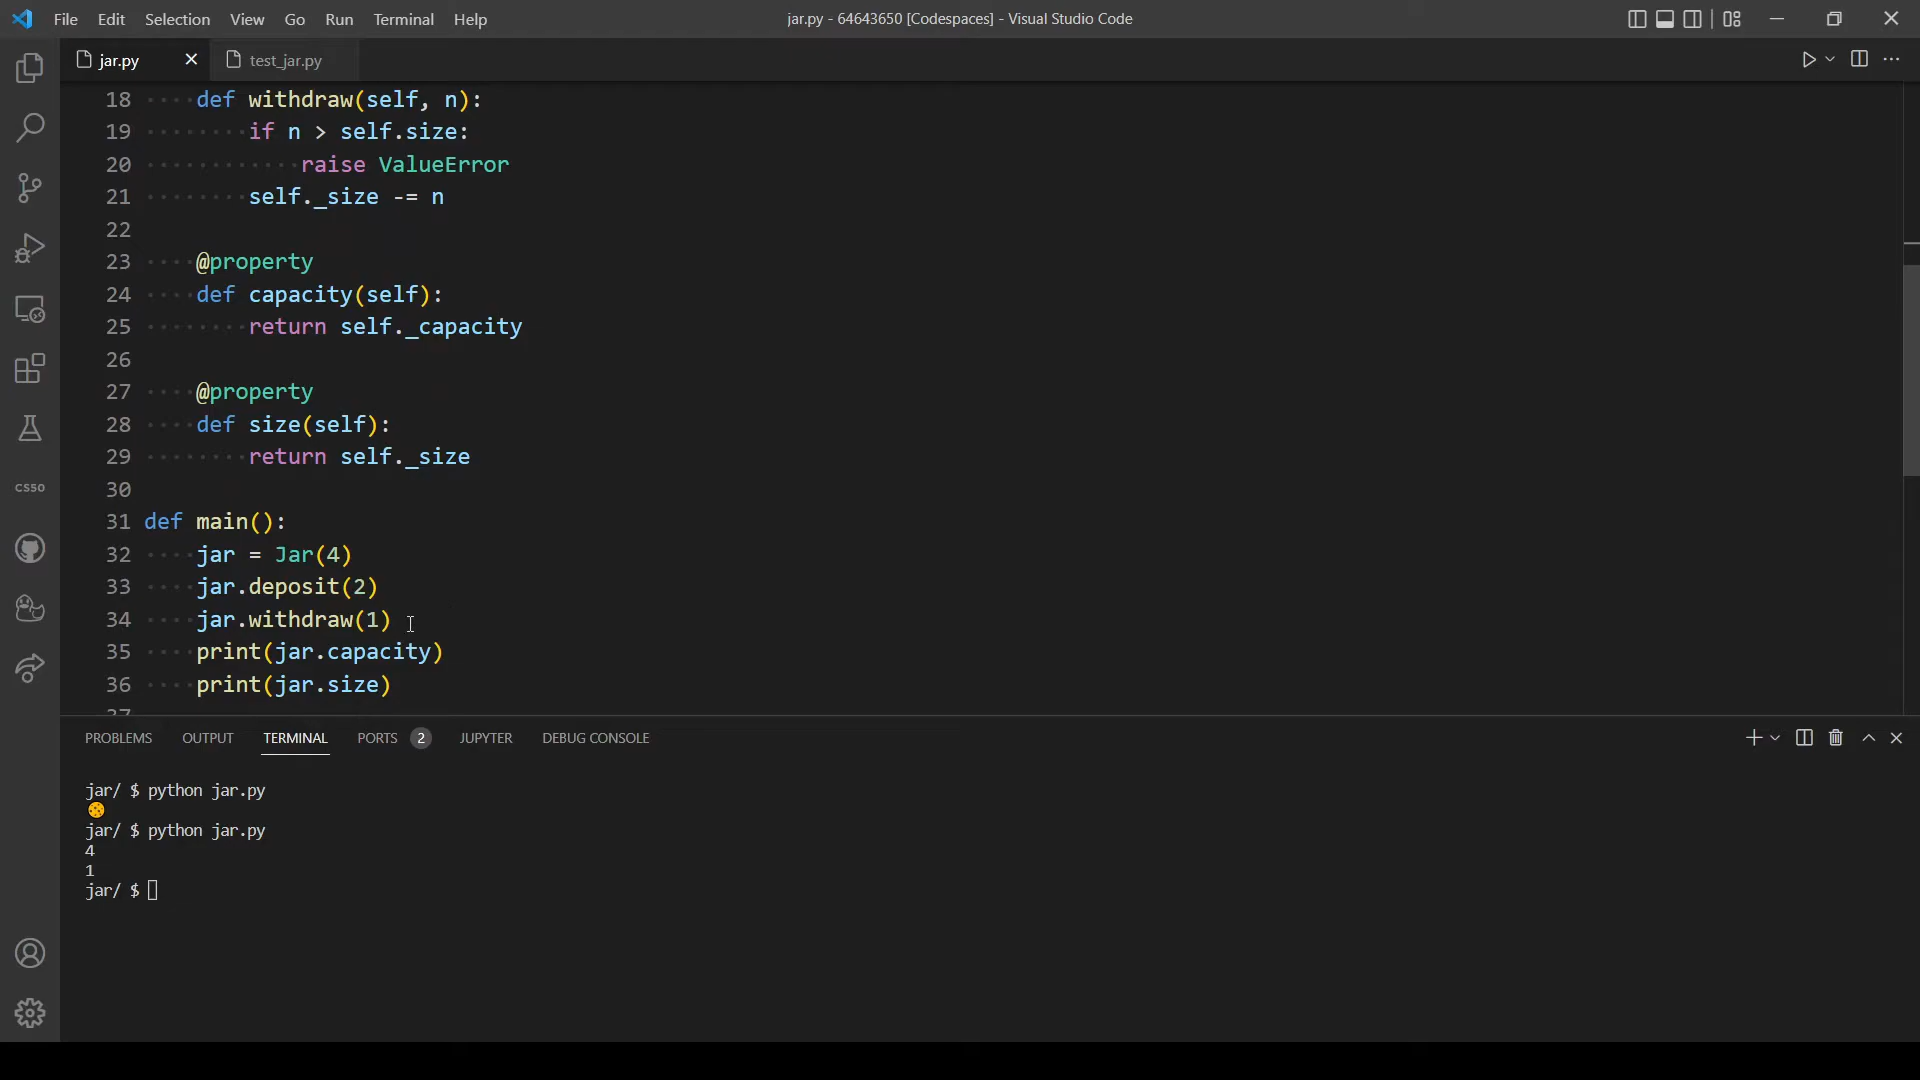 File Edit Selection View Go Run Terminal Help
jar.py - 64643650 [Codespaces] - Visual Studio Code
jar.py test_jar.py
18 ····def withdraw(self, n):
19 ········if n > self.size:
20 ············raise ValueError
21 ········self._size -= n
22
23 ····@property
24 ····def capacity(self):
25 ········return self._capacity
26
27 ····@property
28 ····def size(self):
29 ········return self._size
30
31 def main():
32 ····jar = Jar(4)
33 ····jar.deposit(2)
34 ····jar.withdraw(1)
35 ····print(jar.capacity)
36 ····print(jar.size)
37
CS50
PROBLEMS OUTPUT TERMINAL PORTS 2 JUPYTER DEBUG CONSOLE
jar/ $ python jar.py
🍪
jar/ $ python jar.py
4
1
jar/ $